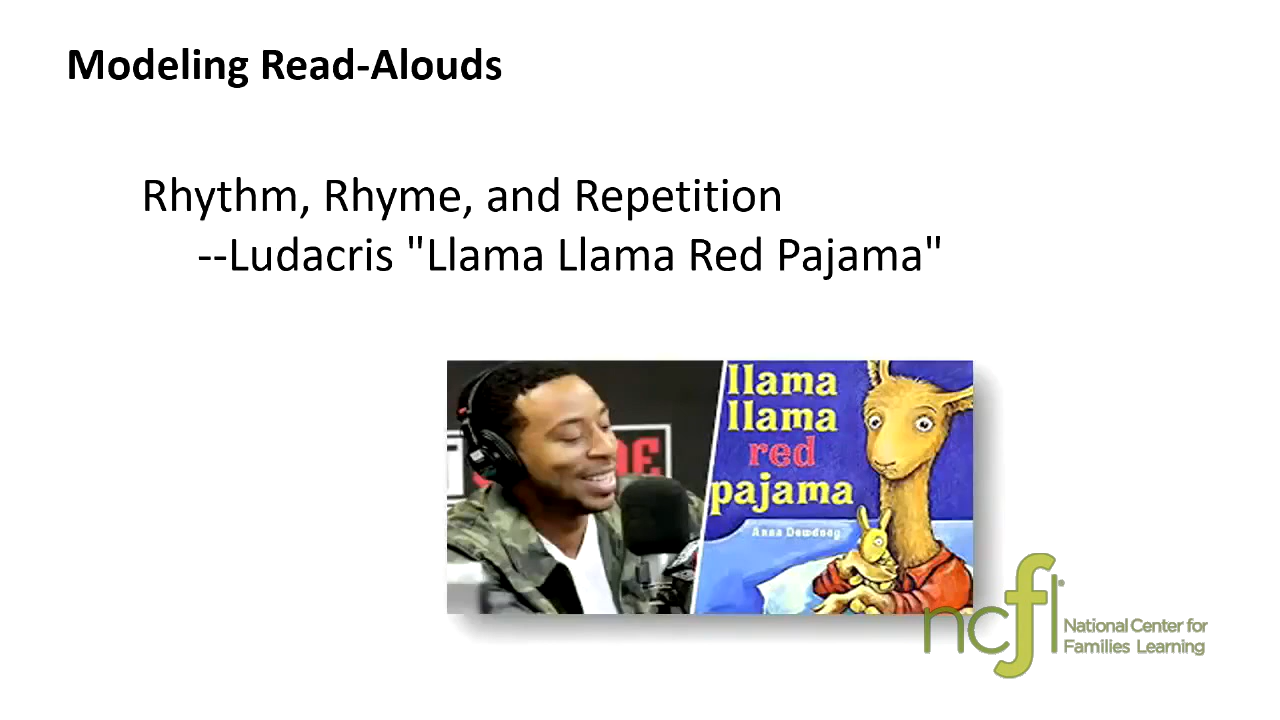 Modeling Read-Alouds
Rhythm, Rhyme, and Repetition
--Ludacris "Llama Llama Red Pajama"
llama
llama
red
pajama
Anna Dewdney
ncfl
National Center for
Families Learning